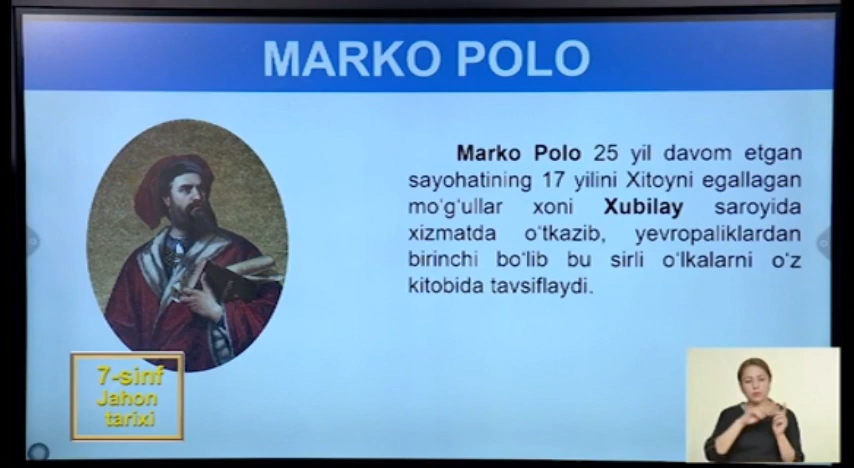 MARKO POLO
Marko Polo 25 yil davom etgan
sayohatining 17 yilini Xitoyni egallagan
mo‘g‘ullar xoni Xubilay saroyida
xizmatda o‘tkazib, yevropaliklardan
birinchi bo‘lib bu sirli o‘lkalarni o‘z
kitobida tavsiflaydi.
7-sinf
Jahon
tarixi